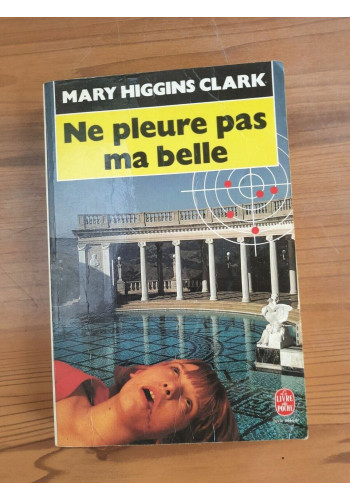 MARY HIGGINS CLARK
Ne pleure pas
ma belle
LE LIVRE
DE POCHE